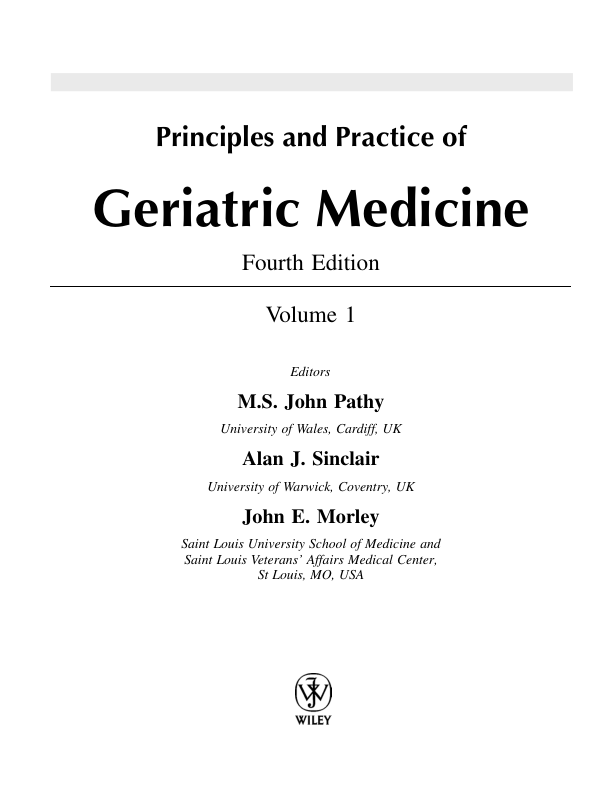 Principles and Practice of
Geriatric Medicine
Fourth Edition
Volume 1
Editors
M.S. John Pathy
University of Wales, Cardiff, UK
Alan J. Sinclair
University of Warwick, Coventry, UK
John E. Morley
Saint Louis University School of Medicine and
Saint Louis Veterans' Affairs Medical Center,
St Louis, MO, USA
WILEY